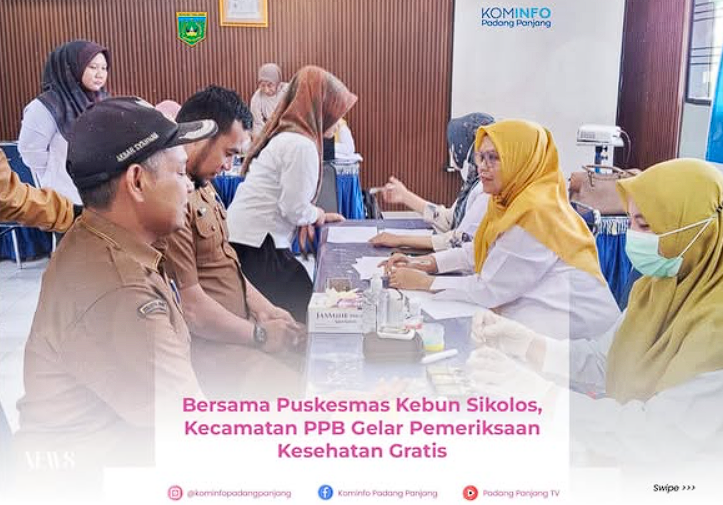 KOMINFO
Padang Panjang
JASMINE
Bersama Puskesmas Kebun Sikolos,
Kecamatan PPB Gelar Pemeriksaan
Kesehatan Gratis
NEWS
@kominfopadangpanjang
Kominfo Padang Panjang
Padang Panjang TV
Swipe >>>